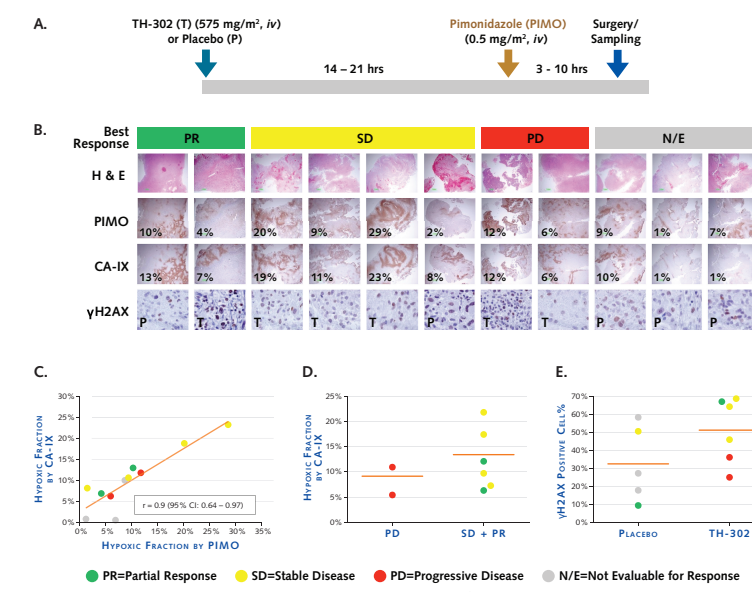 A.
TH-302 (T) (575 mg/m², iv)
or Placebo (P)
Pimonidazole (PIMO)
(0.5 mg/m², iv)
Surgery/
Sampling
14 – 21 hrs
3 - 10 hrs
B.
Best
Response
PR
SD
PD
N/E
H & E
PIMO
10%
4%
20%
9%
29%
2%
12%
6%
9%
1%
7%
CA-IX
13%
7%
19%
11%
23%
8%
12%
6%
10%
1%
1%
γH2AX
P
T
T
T
T
P
T
T
P
P
P
C.
Hypoxic Fraction
by CA-IX
30%
25%
20%
15%
10%
5%
0%
r = 0.9 (95% CI: 0.64 – 0.97)
0%
5%
10%
15%
20%
25%
30%
35%
Hypoxic Fraction by PIMO
D.
Hypoxic Fraction
by CA-IX
25%
20%
15%
10%
5%
0%
PD
SD + PR
E.
γH2AX Positive Cell%
70%
60%
50%
40%
30%
20%
10%
0%
Placebo
TH-302
PR=Partial Response
SD=Stable Disease
PD=Progressive Disease
N/E=Not Evaluable for Response